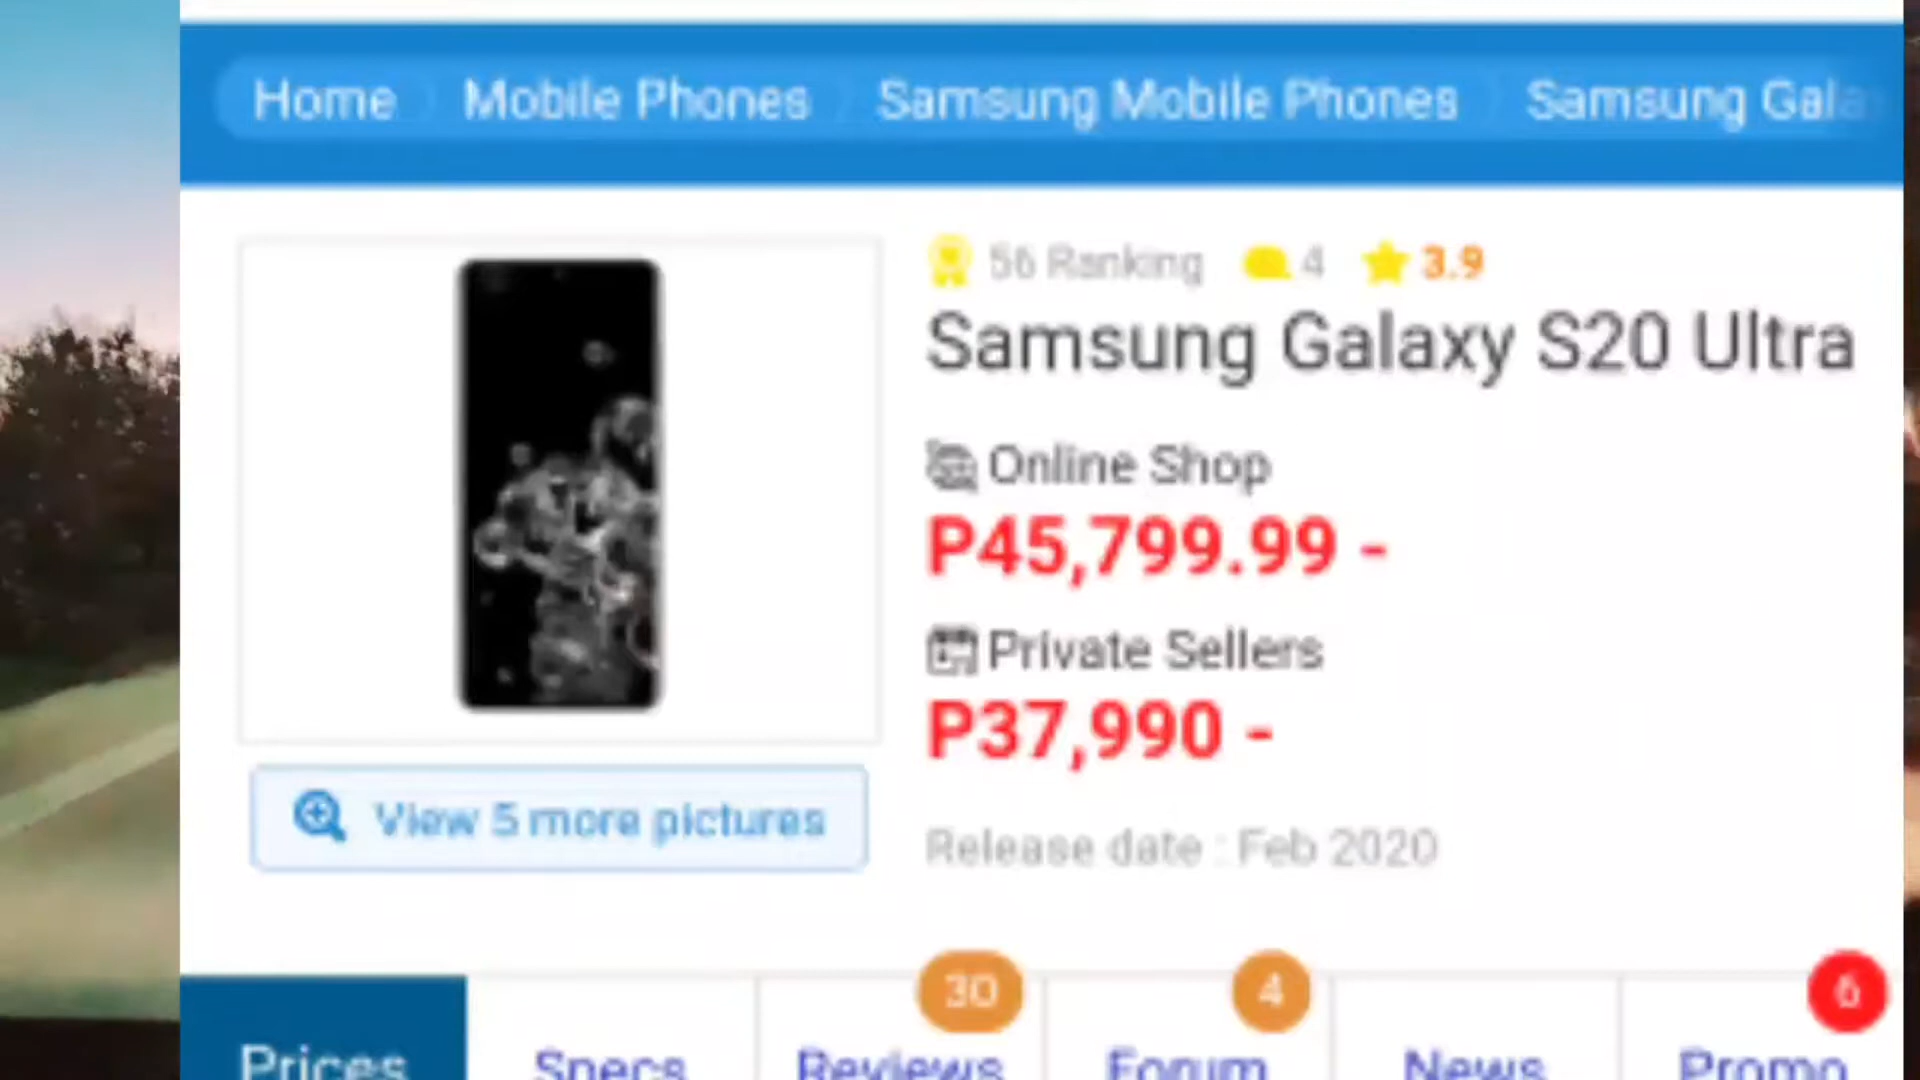 Home Mobile Phones Samsung Mobile Phones Samsung Gala
56 Ranking 4 3.9
Samsung Galaxy S20 Ultra
Online Shop
P45,799.99 -
Private Sellers
P37,990 -
View 5 more pictures
Release date : Feb 2020
30 4 6
Prices Specs Reviews Forum News Promo